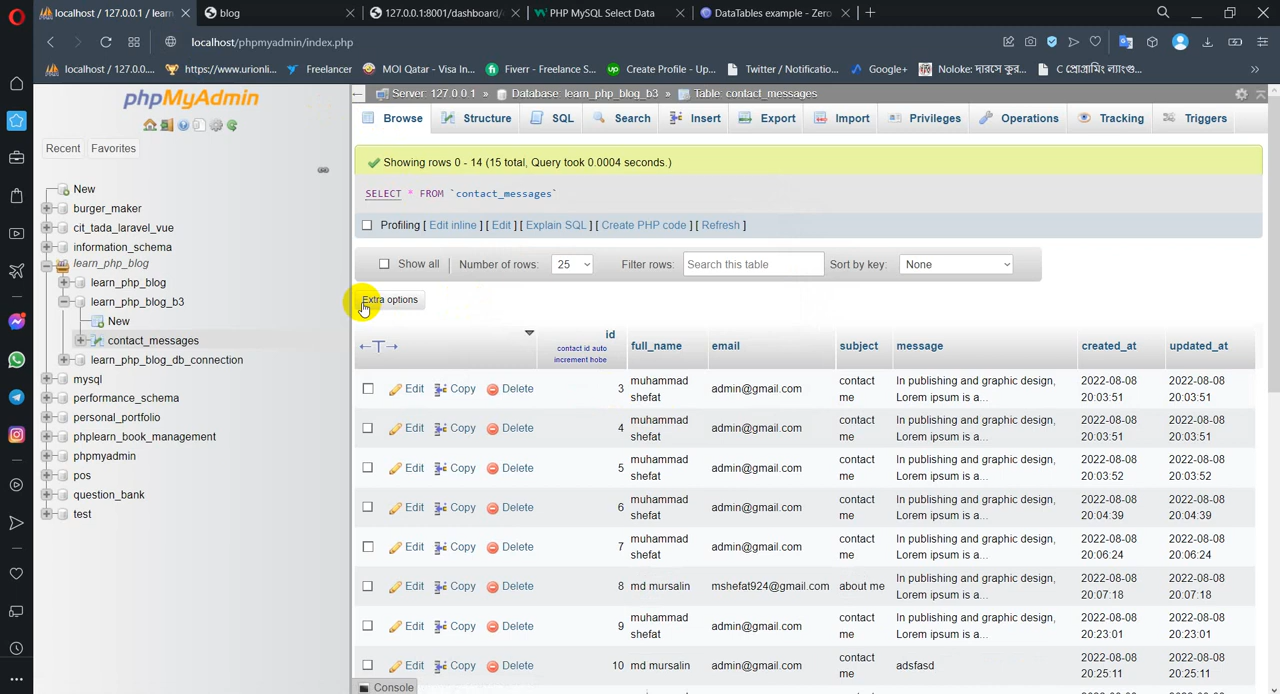 localhost / 127.0.0.1 / learn
blog
127.0.0.1:8001/dashboard/
PHP MySQL Select Data
DataTables example - Zero
localhost/phpmyadmin/index.php
localhost / 127.0.0....
https://www.urionli...
Freelancer
MOI Qatar - Visa In...
Fiverr - Freelance S...
Create Profile - Up...
Twitter / Notificatio...
Google+
Noloke: দারসে কুর...
C প্রোগ্রামিং ল্যাংগু...
phpMyAdmin
Recent
Favorites
New
burger_maker
cit_tada_laravel_vue
information_schema
learn_php_blog
learn_php_blog
learn_php_blog_b3
New
contact_messages
learn_php_blog_db_connection
mysql
performance_schema
personal_portfolio
phplearn_book_management
phpmyadmin
pos
question_bank
test
Server: 127.0.0.1 » Database: learn_php_blog_b3 » Table: contact_messages
Browse Structure SQL Search Insert Export Import Privileges Operations Tracking Triggers
Showing rows 0 - 14 (15 total, Query took 0.0004 seconds.)
SELECT * FROM `contact_messages`
Profiling [ Edit inline ] [ Edit ] [ Explain SQL ] [ Create PHP code ] [ Refresh ]
Show all Number of rows: 25 Filter rows: Search this table Sort by key: None
Extra options
←T→ id full_name email subject message created_at updated_at
contact id auto
increment hobe
Edit Copy Delete 3 muhammad shefat admin@gmail.com contact me In publishing and graphic design, Lorem ipsum is a... 2022-08-08 20:03:51 2022-08-08 20:03:51
Edit Copy Delete 4 muhammad shefat admin@gmail.com contact me In publishing and graphic design, Lorem ipsum is a... 2022-08-08 20:03:51 2022-08-08 20:03:51
Edit Copy Delete 5 muhammad shefat admin@gmail.com contact me In publishing and graphic design, Lorem ipsum is a... 2022-08-08 20:03:52 2022-08-08 20:03:52
Edit Copy Delete 6 muhammad shefat admin@gmail.com contact me In publishing and graphic design, Lorem ipsum is a... 2022-08-08 20:04:39 2022-08-08 20:04:39
Edit Copy Delete 7 muhammad shefat admin@gmail.com contact me In publishing and graphic design, Lorem ipsum is a... 2022-08-08 20:06:24 2022-08-08 20:06:24
Edit Copy Delete 8 md mursalin mshefat924@gmail.com about me In publishing and graphic design, Lorem ipsum is a... 2022-08-08 20:07:18 2022-08-08 20:07:18
Edit Copy Delete 9 muhammad shefat admin@gmail.com contact me In publishing and graphic design, Lorem ipsum is a... 2022-08-08 20:23:01 2022-08-08 20:23:01
Edit Copy Delete 10 md mursalin admin@gmail.com contact me adsfasd 2022-08-08 20:25:11 2022-08-08 20:25:11
Console